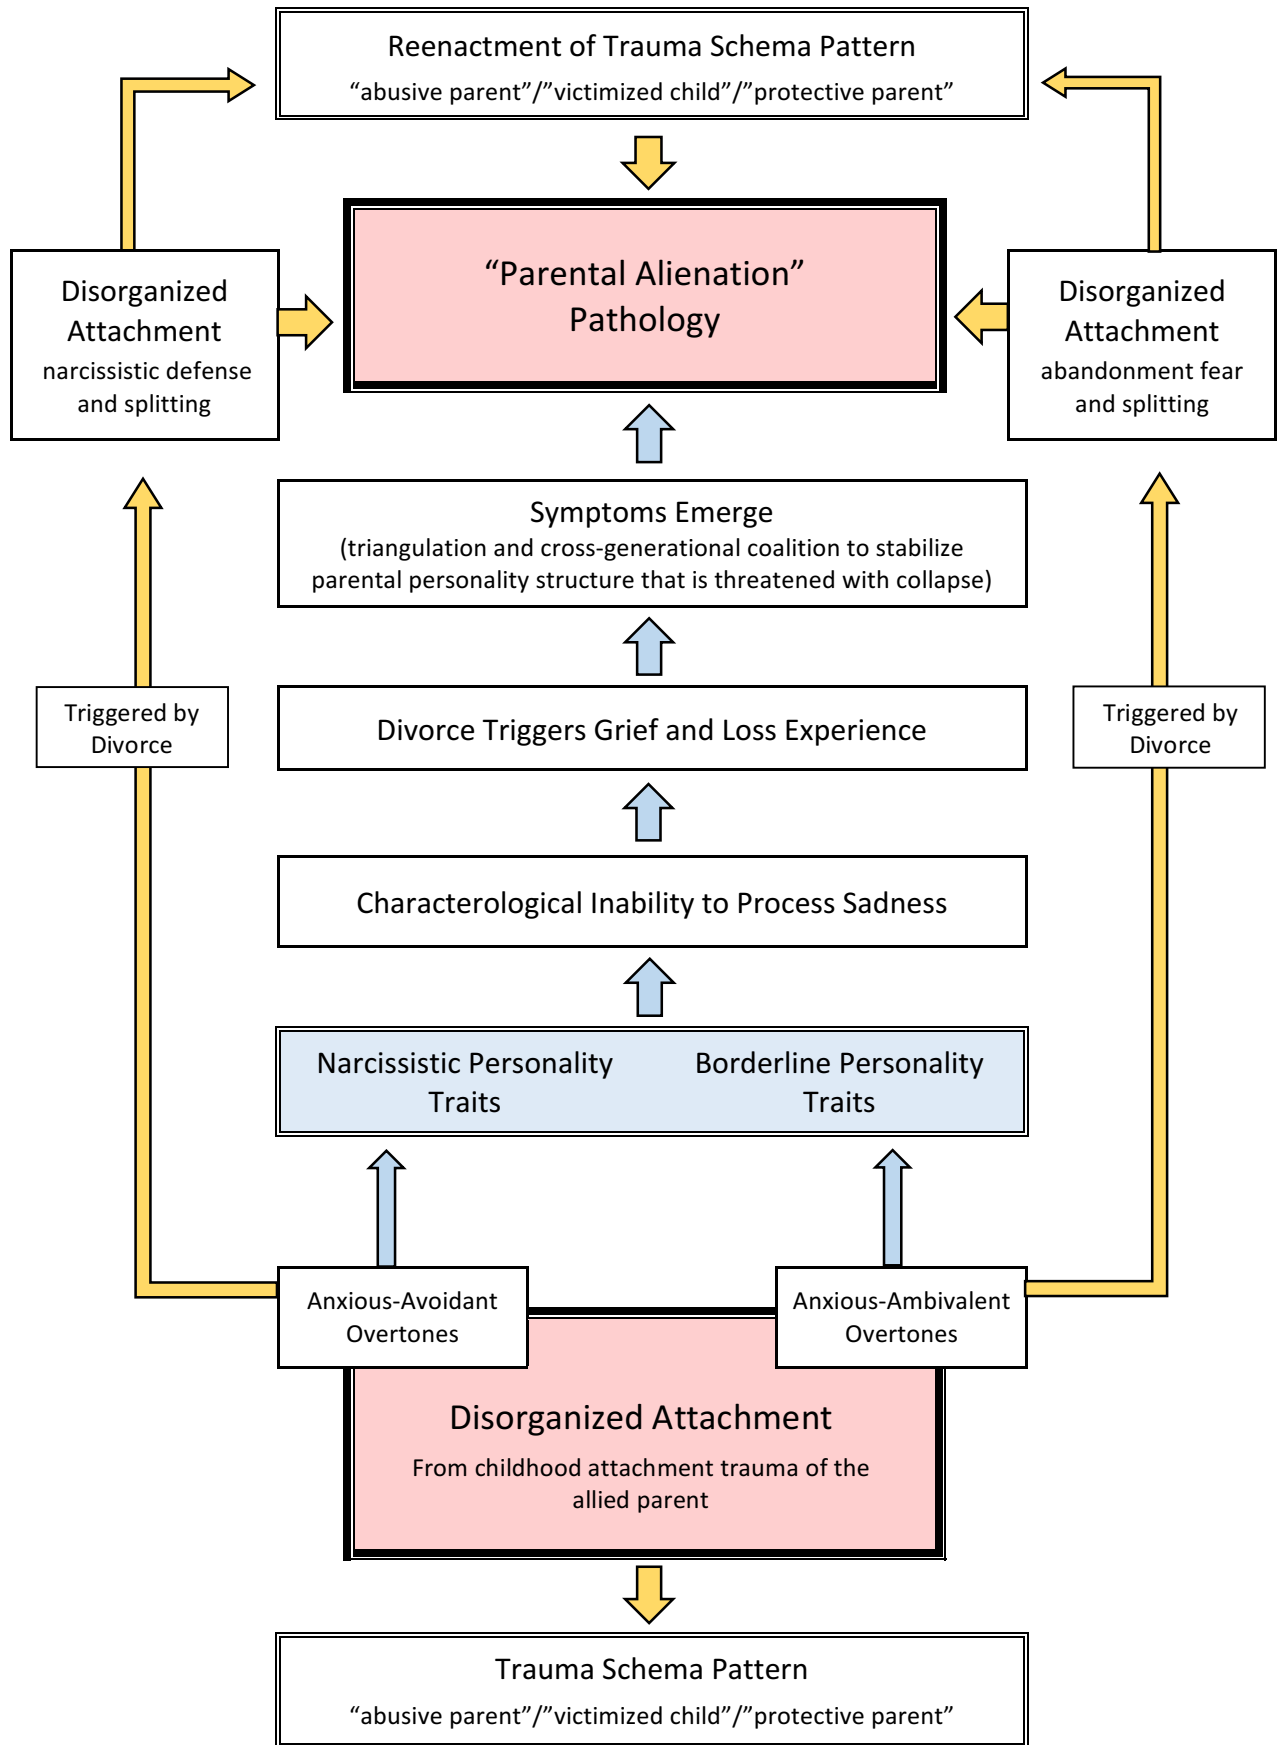 Reenactment of Trauma Schema Pattern
“abusive parent”/”victimized child”/”protective parent”
“Parental Alienation”
Pathology
Disorganized
Attachment
narcissistic defense
and splitting
Disorganized
Attachment
abandonment fear
and splitting
Symptoms Emerge
(triangulation and cross-generational coalition to stabilize
parental personality structure that is threatened with collapse)
Triggered by
Divorce
Divorce Triggers Grief and Loss Experience
Triggered by
Divorce
Characterological Inability to Process Sadness
Narcissistic Personality
Traits
Borderline Personality
Traits
Anxious-Avoidant
Overtones
Anxious-Ambivalent
Overtones
Disorganized Attachment
From childhood attachment trauma of the
allied parent
Trauma Schema Pattern
“abusive parent”/”victimized child”/”protective parent”